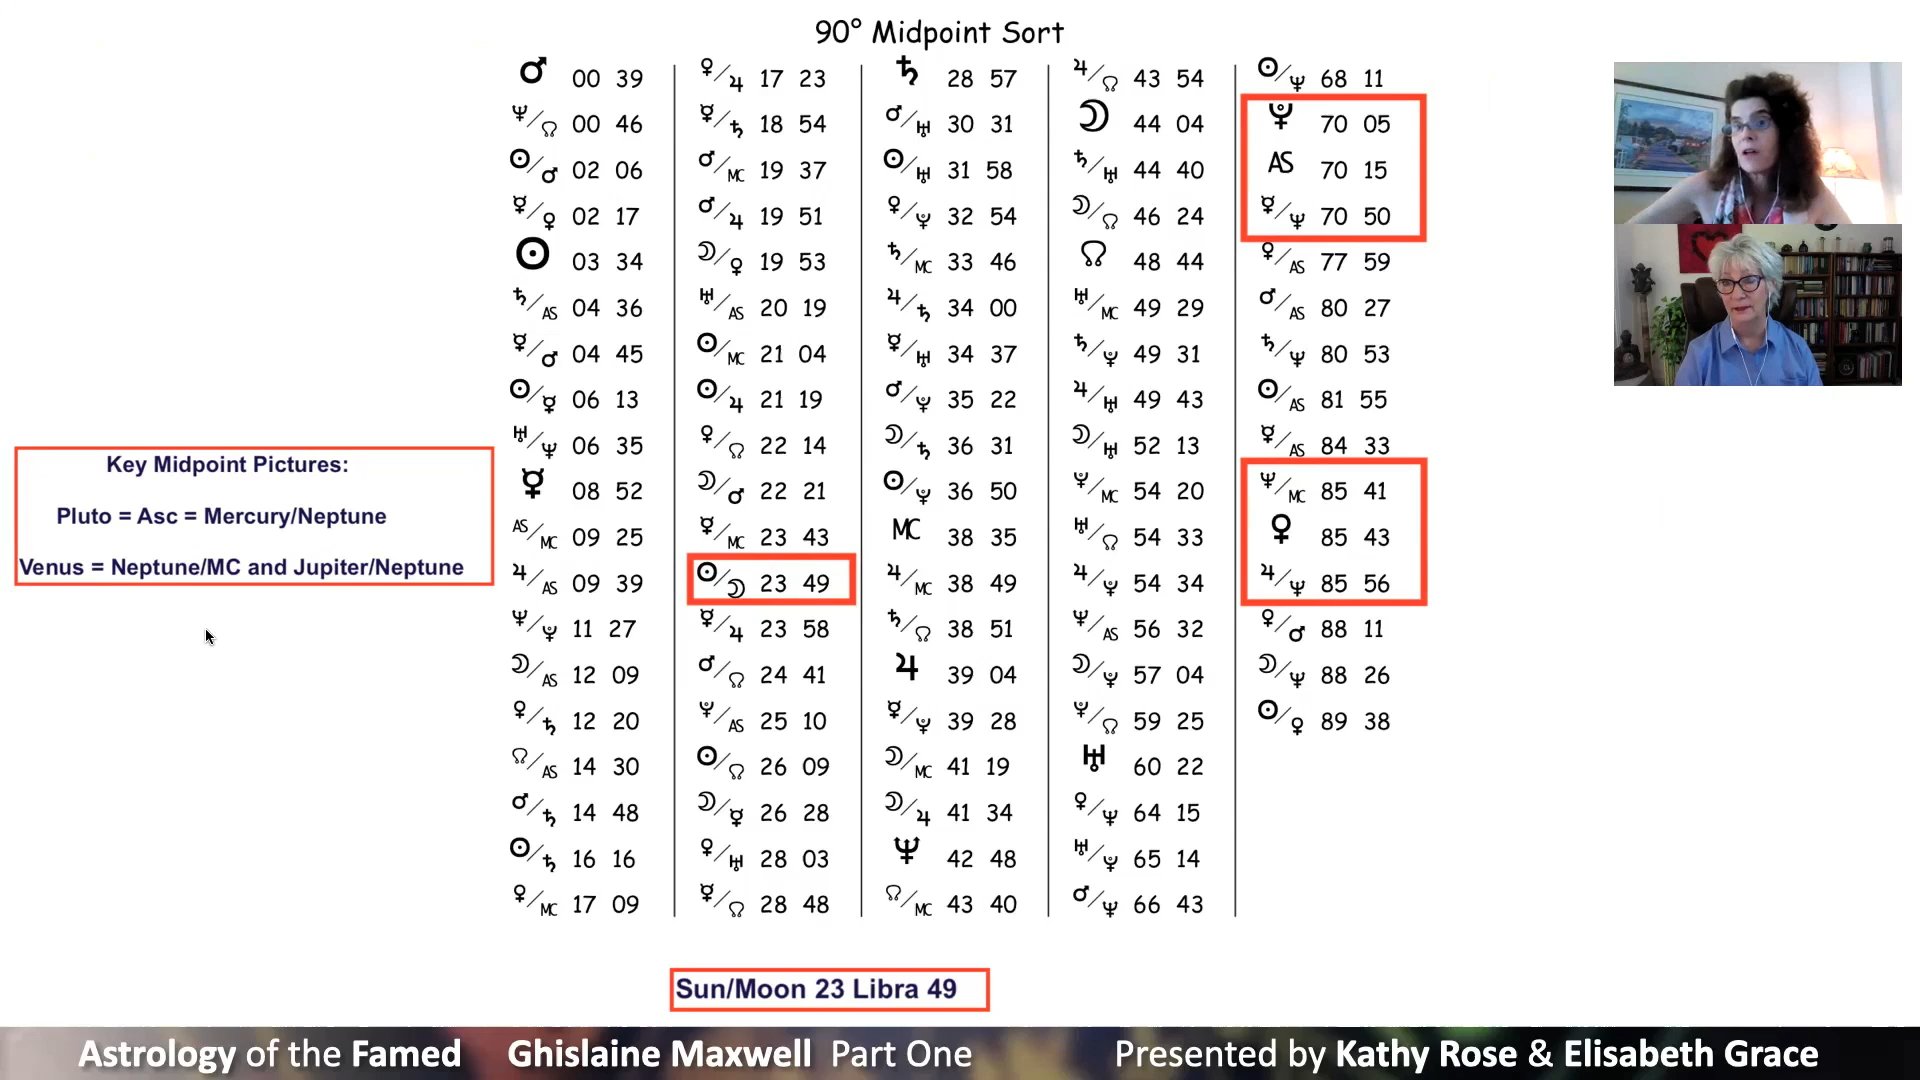 90° Midpoint Sort
♂ 00 39
♆/☊ 00 46
☉/♂ 02 06
☿/♀ 02 17
☉ 03 34
♄/AS 04 36
☿/♂ 04 45
☉/☿ 06 13
♅/♆ 06 35
☿ 08 52
AS/MC 09 25
♃/AS 09 39
♆/♇ 11 27
☽/AS 12 09
♀/♄ 12 20
☊/AS 14 30
♂/♄ 14 48
☉/♄ 16 16
♀/MC 17 09
♀/♃ 17 23
☿/♄ 18 54
♂/MC 19 37
♂/♃ 19 51
☽/♀ 19 53
♅/AS 20 19
☉/MC 21 04
☉/♃ 21 19
♀/☊ 22 14
☽/♂ 22 21
☿/MC 23 43
☉/☽ 23 49
☿/♃ 23 58
♂/☊ 24 41
♆/AS 25 10
☉/☊ 26 09
☽/☿ 26 28
♀/♅ 28 03
☿/☊ 28 48
♄ 28 57
♂/♅ 30 31
☉/♅ 31 58
♀/♇ 32 54
♄/MC 33 46
♃/♄ 34 00
☿/♅ 34 37
♂/♇ 35 22
☽/♄ 36 31
☉/♇ 36 50
MC 38 35
♃/MC 38 49
♄/☊ 38 51
♃ 39 04
☿/♇ 39 28
☽/MC 41 19
☽/♃ 41 34
♆ 42 48
☊/MC 43 40
♃/☊ 43 54
☽ 44 04
♄/♅ 44 40
☽/☊ 46 24
☊ 48 44
♅/MC 49 29
♄/♇ 49 31
♃/♅ 49 43
☽/♅ 52 13
♇/MC 54 20
♅/☊ 54 33
♃/♇ 54 34
♆/AS 56 32
☽/♇ 57 04
♇/☊ 59 25
♅ 60 22
♀/♆ 64 15
♅/♇ 65 14
♂/♆ 66 43
☉/♆ 68 11
♇ 70 05
AS 70 15
☿/♆ 70 50
♀/AS 77 59
♂/AS 80 27
♄/♆ 80 53
☉/AS 81 55
☿/AS 84 33
♆/MC 85 41
♀ 85 43
♃/♆ 85 56
♀/♂ 88 11
☽/♆ 88 26
☉/♀ 89 38
Key Midpoint Pictures:
Pluto = Asc = Mercury/Neptune
Venus = Neptune/MC and Jupiter/Neptune
Sun/Moon 23 Libra 49
Astrology of the Famed Ghislaine Maxwell Part One Presented by Kathy Rose & Elisabeth Grace